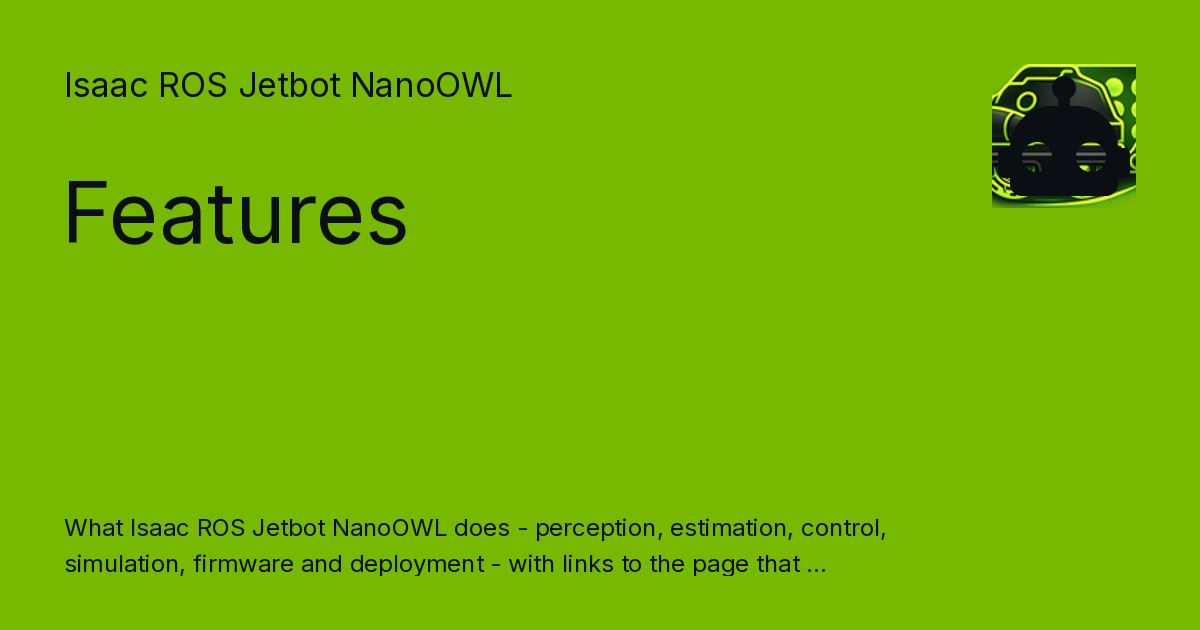 Isaac ROS Jetbot NanoOWL
Features
What Isaac ROS Jetbot NanoOWL does - perception, estimation, control,
simulation, firmware and deployment - with links to the page that ...